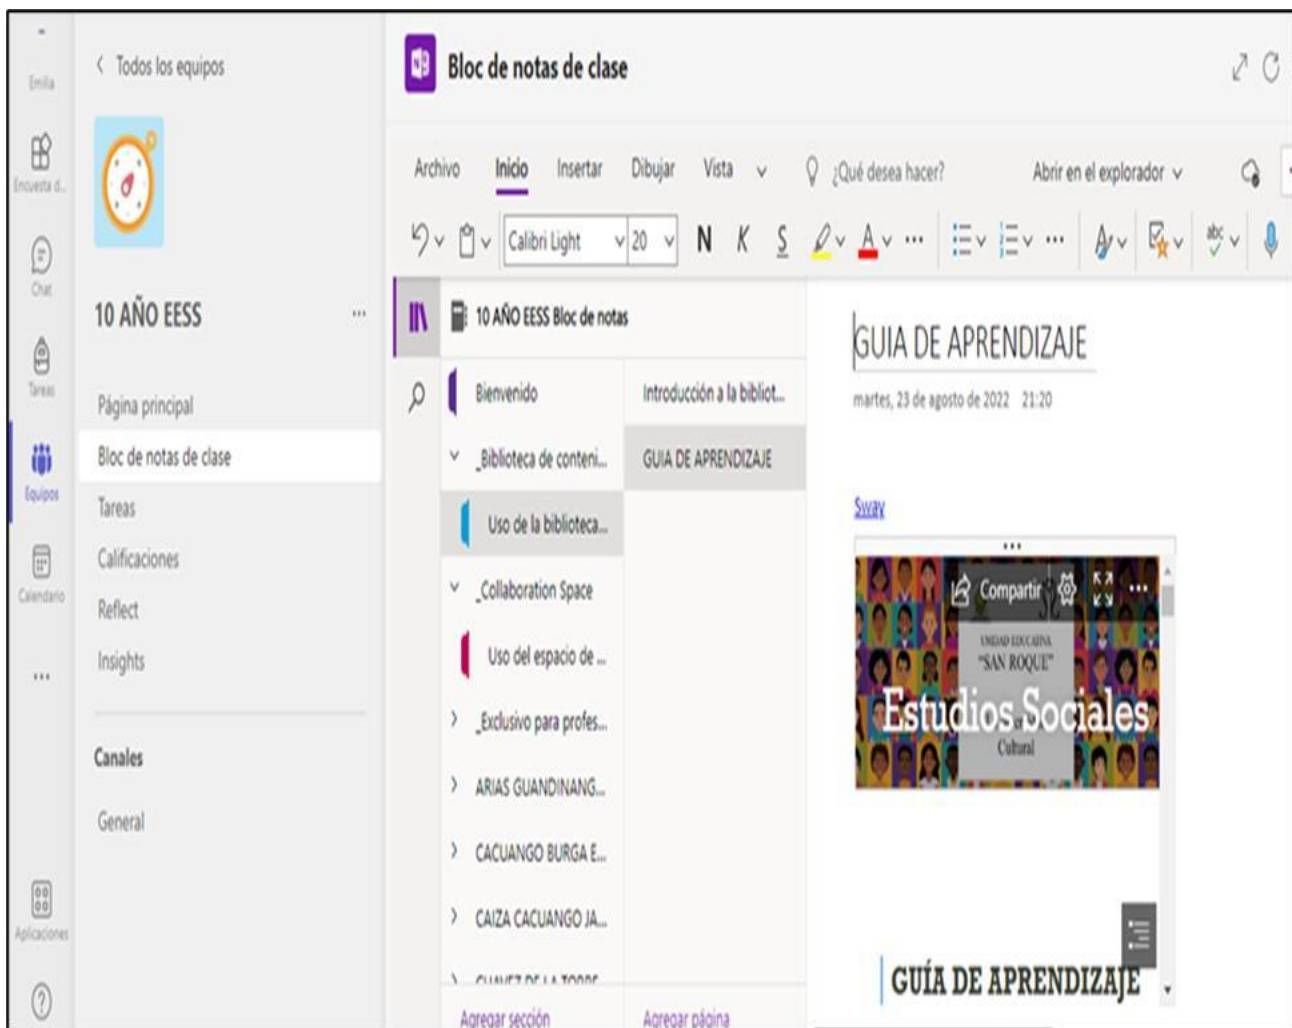 Emilia
Encuesta d...
Chat
Tareas
Equipos
Calendario
Aplicaciones
Todos los equipos
10 AÑO EESS
Página principal
Bloc de notas de clase
Tareas
Calificaciones
Reflect
Insights
Canales
General
Bloc de notas de clase
Archivo Inicio Insertar Dibujar Vista ¿Qué desea hacer? Abrir en el explorador
Calibri Light 20 N K S A abc
10 AÑO EESS Bloc de notas
Bienvenido
_Biblioteca de conteni...
Uso de la biblioteca...
_Collaboration Space
Uso del espacio de ...
_Exclusivo para profes...
ARIAS GUANDINANG...
CACUANGO BURGA E...
CAIZA CACUANGO JA...
CHAVEZ DE LA TORRE
Agregar sección
Introducción a la bibliot...
GUIA DE APRENDIZAJE
Agregar página
GUIA DE APRENDIZAJE
martes, 23 de agosto de 2022 21:20
Sway
Compartir
UNIDAD EDUCATIVA
"SAN ROQUE"
Estudios Sociales
Cultural
GUÍA DE APRENDIZAJE